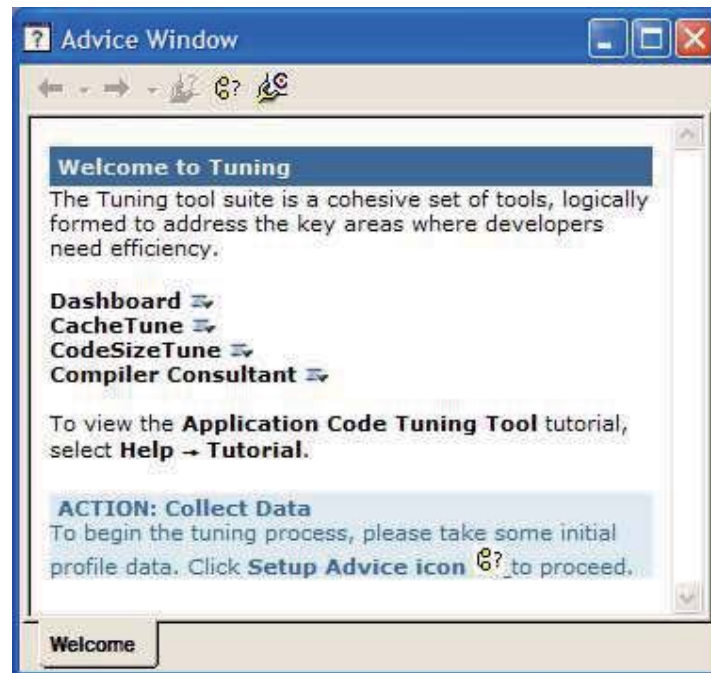 Advice Window
Welcome to Tuning
The Tuning tool suite is a cohesive set of tools, logically
formed to address the key areas where developers
need efficiency.
Dashboard
CacheTune
CodeSizeTune
Compiler Consultant
To view the Application Code Tuning Tool tutorial,
select Help → Tutorial.
ACTION: Collect Data
To begin the tuning process, please take some initial
profile data. Click Setup Advice icon to proceed.
Welcome